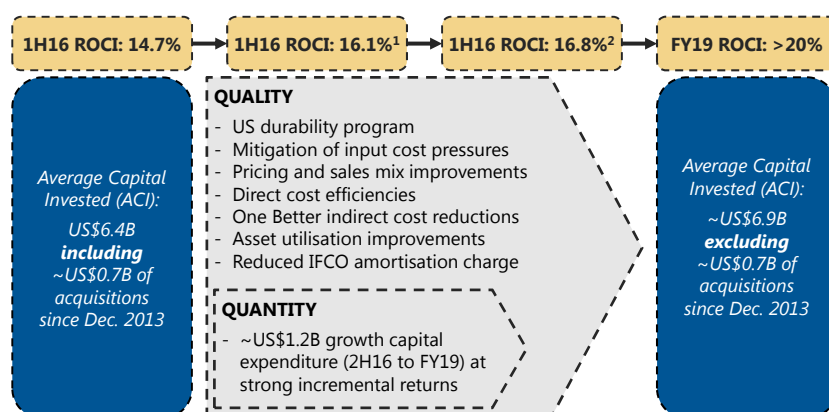 1H16 ROCI: 14.7%
1H16 ROCI: 16.1%¹
1H16 ROCI: 16.8%²
FY19 ROCI: >20%
Average Capital
Invested (ACI):
US$6.4B
including
~US$0.7B of
acquisitions
since Dec. 2013
QUALITY
- US durability program
- Mitigation of input cost pressures
- Pricing and sales mix improvements
- Direct cost efficiencies
- One Better indirect cost reductions
- Asset utilisation improvements
- Reduced IFCO amortisation charge
QUANTITY
- ~US$1.2B growth capital
expenditure (2H16 to FY19) at
strong incremental returns
Average Capital
Invested (ACI):
~US$6.9B
excluding
~US$0.7B of
acquisitions
since Dec. 2013